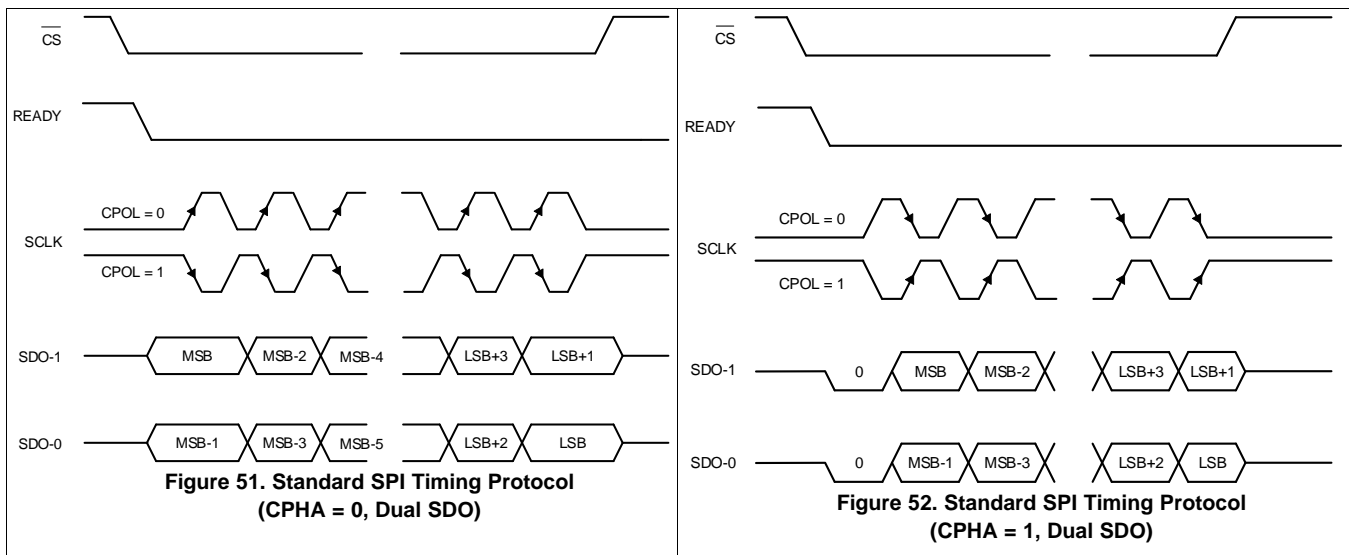 CS
READY
CPOL = 0
SCLK
CPOL = 1
SDO-1
MSB
MSB-2
MSB-4
LSB+3
LSB+1
SDO-0
MSB-1
MSB-3
MSB-5
LSB+2
LSB
Figure 51. Standard SPI Timing Protocol
(CPHA = 0, Dual SDO)
CS
READY
CPOL = 0
SCLK
CPOL = 1
SDO-1
0
MSB
MSB-2
LSB+3
LSB+1
SDO-0
0
MSB-1
MSB-3
LSB+2
LSB
Figure 52. Standard SPI Timing Protocol
(CPHA = 1, Dual SDO)